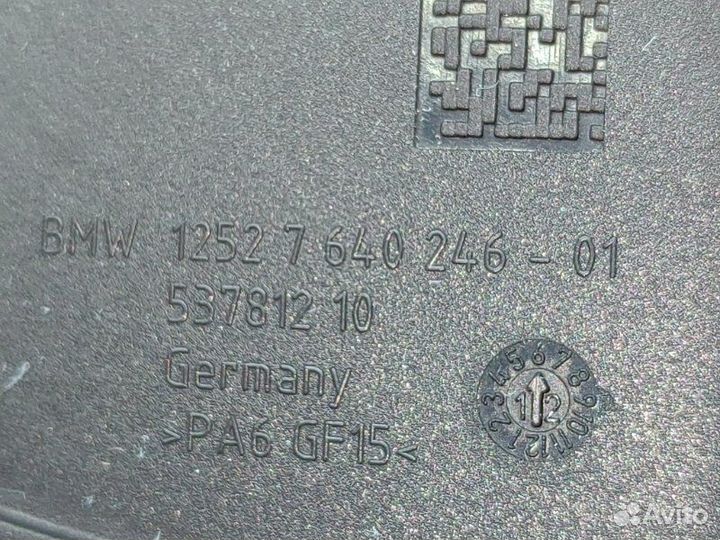 BMW 1252 7 640 246 - 01
537812 10
Germany
>PA6 GF15<
1 2 3 4 5 6 7 8 9 10 11 12
12
Avito